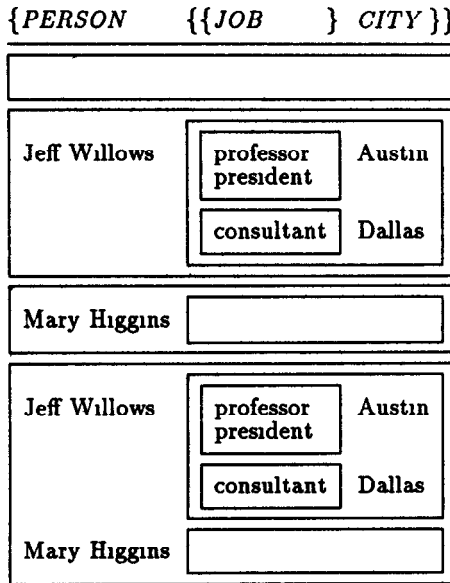 {PERSON {{JOB } CITY }}
Jeff Willows professor Austin
president
consultant Dallas
Mary Higgins
Jeff Willows professor Austin
president
consultant Dallas
Mary Higgins